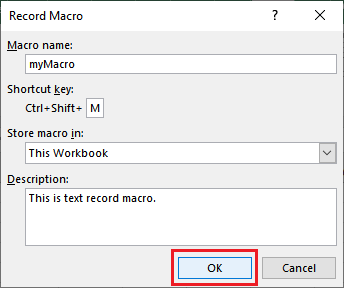 Record Macro ? ×
Macro name:
myMacro
Shortcut key:
Ctrl+Shift+ M
Store macro in:
This Workbook
Description:
This is text record macro.
OK Cancel